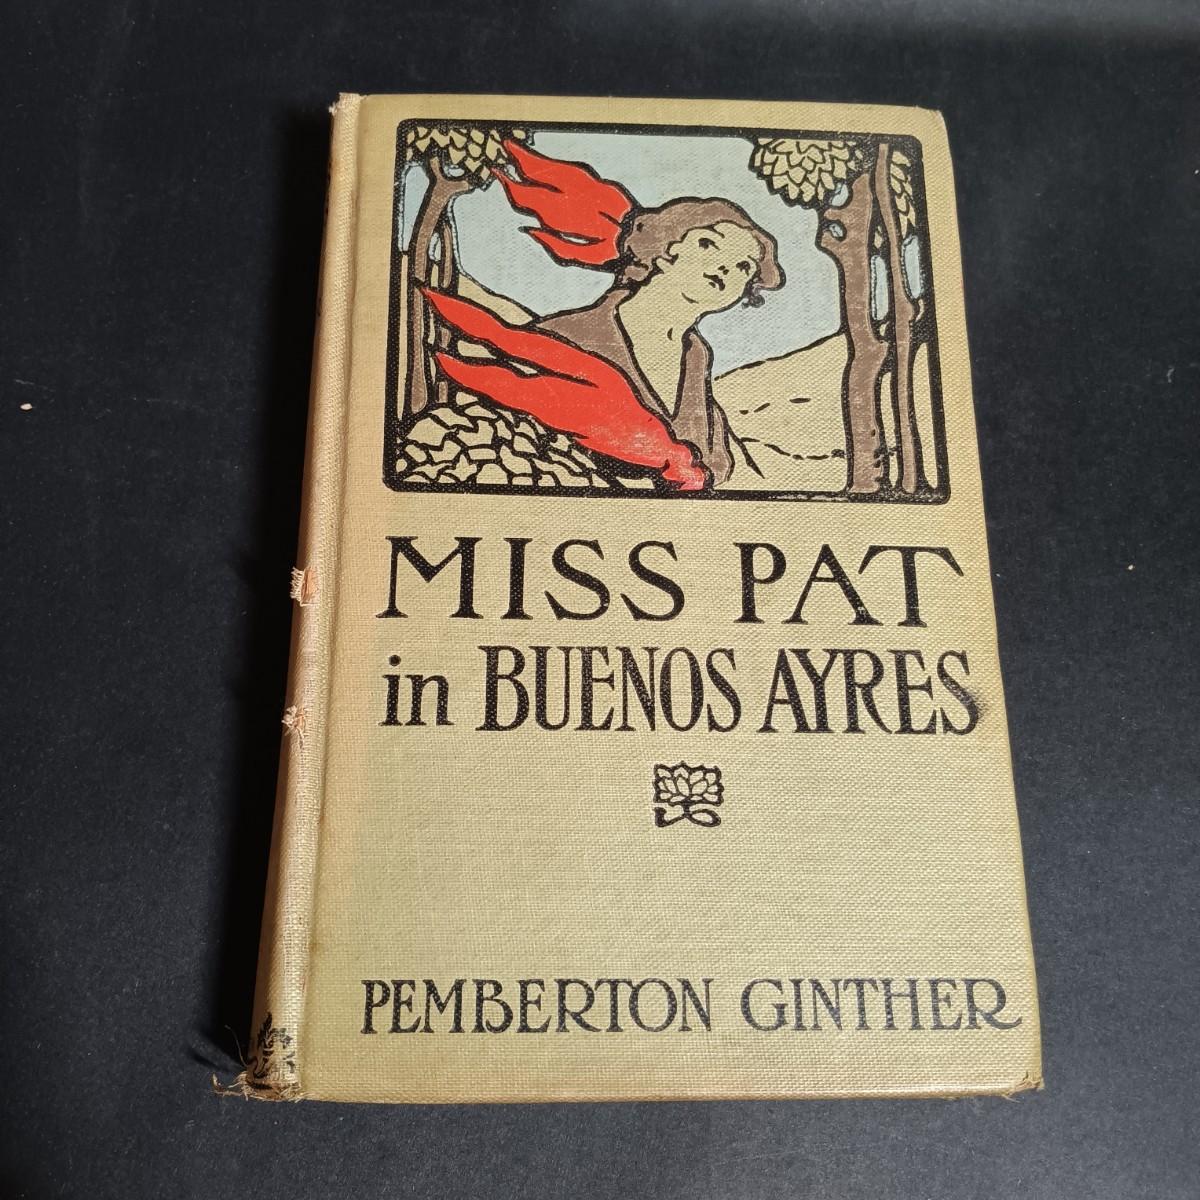 MISS PAT
in BUENOS AYRES
PEMBERTON GINTHER